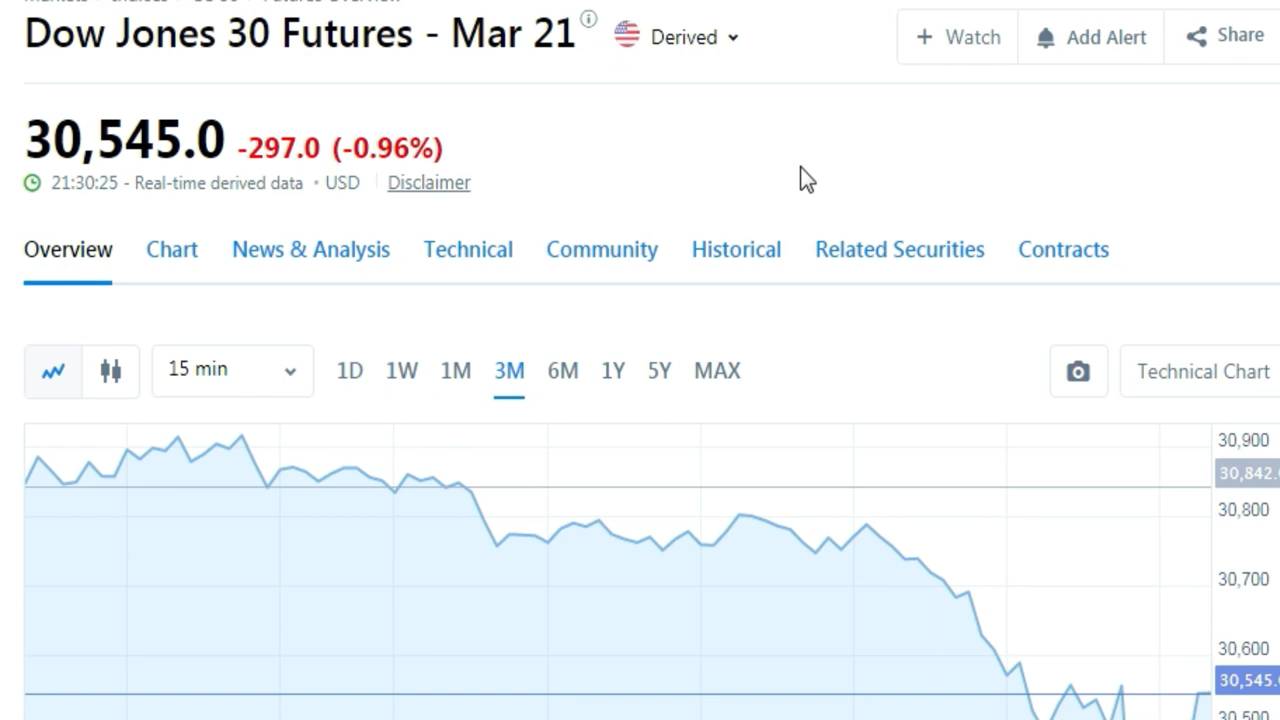 Dow Jones 30 Futures - Mar 21
Derived
Watch
Add Alert
Share
30,545.0 -297.0 (-0.96%)
21:30:25 - Real-time derived data • USD Disclaimer
Overview Chart News & Analysis Technical Community Historical Related Securities Contracts
15 min 1D 1W 1M 3M 6M 1Y 5Y MAX Technical Chart
30,900
30,842.
30,800
30,700
30,600
30,545.
30,500